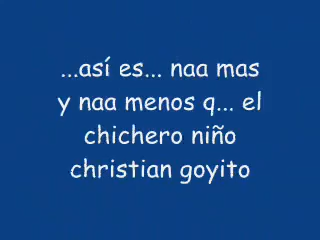 ...así es... naa mas
y naa menos q... el
chichero niño
christian goyito